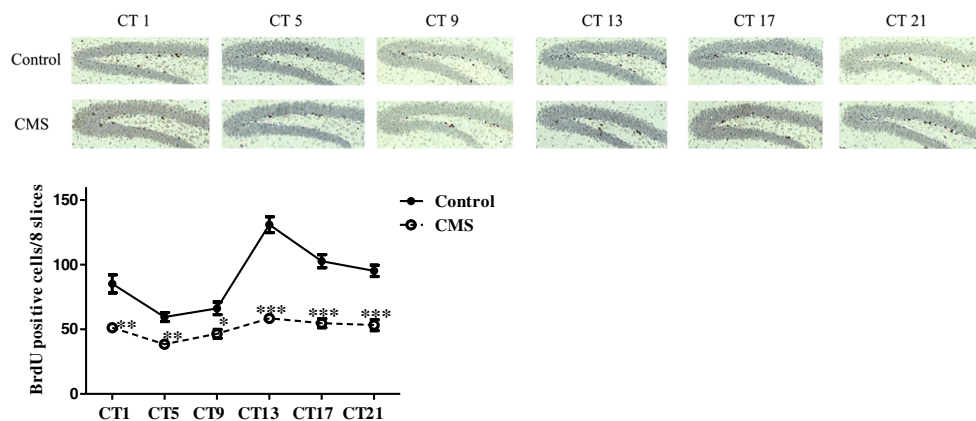 CT 1 CT 5 CT 9 CT 13 CT 17 CT 21
Control
CMS
BrdU positive cells/8 slices
150
100
50
0
Control
CMS
** ** * *** *** ***
CT1 CT5 CT9 CT13 CT17 CT21